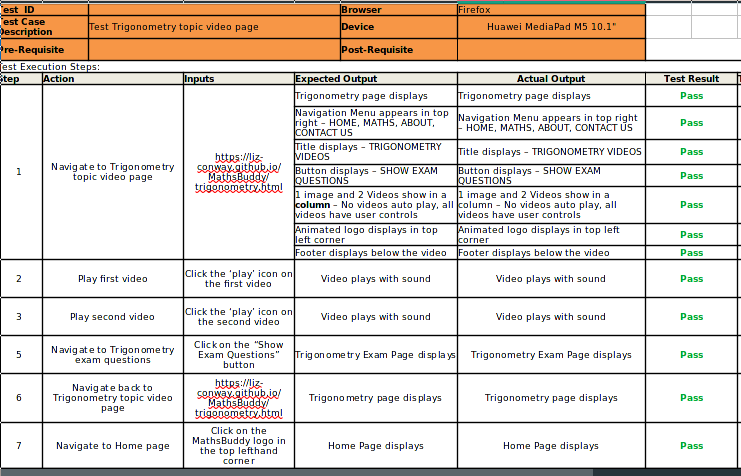 est_ID Browser Firefox
est Case Description Test Trigonometry topic video page Device Huawei MediaPad M5 10.1"
re-Requisite Post-Requisite
est Execution Steps:
tep Action Inputs Expected Output Actual Output Test Result
1
Navigate to Trigonometry
topic video page
https://liz-
conway.github.io/
MathsBuddy/
trigonometry.html
Trigonometry page displays
Trigonometry page displays
Pass
Navigation Menu appears in top
right – HOME, MATHS, ABOUT,
CONTACT US
Navigation Menu appears in top right
– HOME, MATHS, ABOUT, CONTACT US
Pass
Title displays – TRIGONOMETRY
VIDEOS
Title displays – TRIGONOMETRY VIDEOS
Pass
Button displays – SHOW EXAM
QUESTIONS
Button displays – SHOW EXAM
QUESTIONS
Pass
1 image and 2 Videos show in a
column – No videos auto play, all
videos have user controls
1 image and 2 Videos show in a
column – No videos auto play, all
videos have user controls
Pass
Animated logo displays in top
left corner
Animated logo displays in top left
corner
Pass
Footer displays below the video
Footer displays below the video
Pass
2
Play first video
Click the ‘play’ icon on
the first video
Video plays with sound
Video plays with sound
Pass
3
Play second video
Click the ‘play’ icon on
the second video
Video plays with sound
Video plays with sound
Pass
5
Navigate to Trigonometry
exam questions
Click on the “Show
Exam Questions”
button
Trigonometry Exam Page displays
Trigonometry Exam Page displays
Pass
6
Navigate back to
Trigonometry topic video
page
https://liz-
conway.github.io/
MathsBuddy/
trigonometry.html
Trigonometry page displays
Trigonometry page displays
Pass
7
Navigate to Home page
Click on the
MathsBuddy logo in
the top lefthand
corner
Home Page displays
Home Page displays
Pass